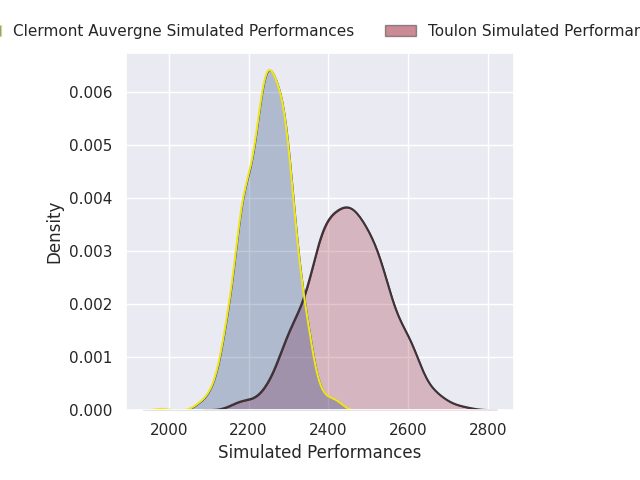 Clermont Auvergne Simulated Performances
Toulon Simulated Performar
0.006
0.005
0.004
0.003
0.002
0.001
0.000
Density
2000 2200 2400 2600 2800
Simulated Performances